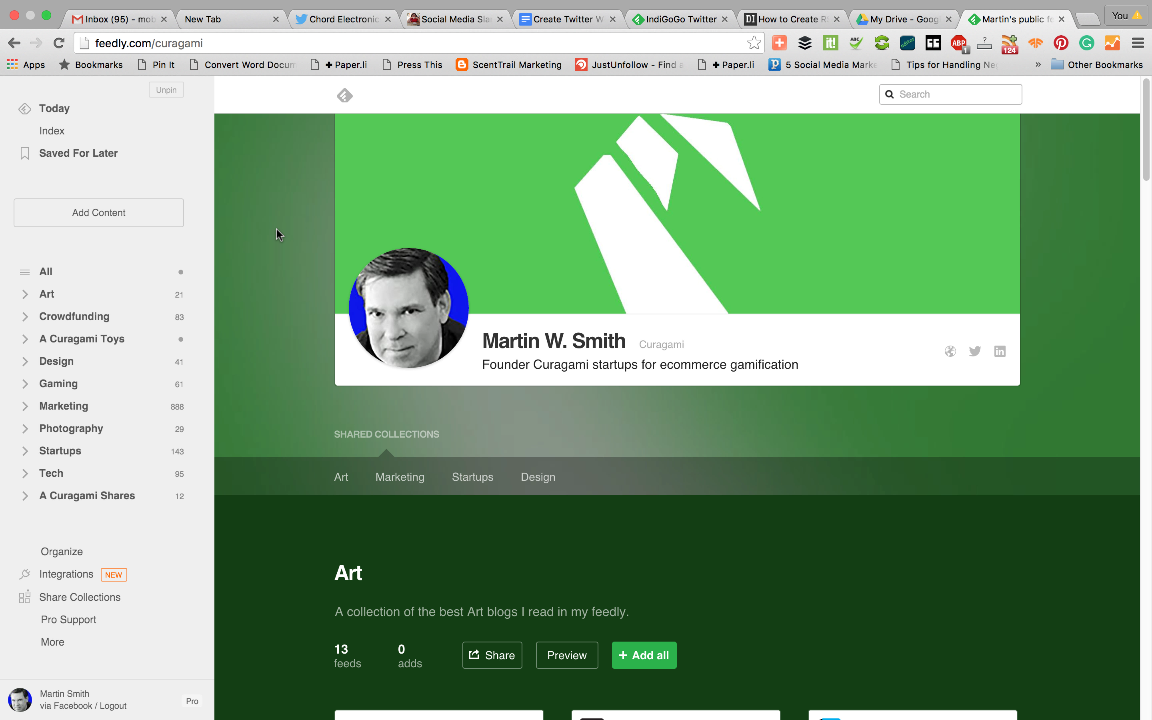 Inbox (95) - mot
New Tab
Chord Electronic
Social Media Sla
Create Twitter W
IndiGoGo Twitter
How to Create R
My Drive - Goog
Martin's public f
You
feedly.com/curagami
Apps
Bookmarks
Pin It
Convert Word Docum
+ Paper.li
Press This
ScentTrail Marketing
JustUnfollow - Find
+ Paper.li
5 Social Media Mark
Tips for Handling Ne
»
Other Bookmarks
Unpin
Today
Index
Saved For Later
Add Content
All
Art 21
Crowdfunding 83
A Curagami Toys
Design 41
Gaming 61
Marketing 888
Photography 29
Startups 143
Tech 95
A Curagami Shares 12
Organize
Integrations NEW
Share Collections
Pro Support
More
Martin Smith
via Facebook / Logout
Pro
Search
Martin W. Smith Curagami
Founder Curagami startups for ecommerce gamification
SHARED COLLECTIONS
Art Marketing Startups Design
Art
A collection of the best Art blogs I read in my feedly.
13 feeds
0 adds
Share
Preview
+ Add all